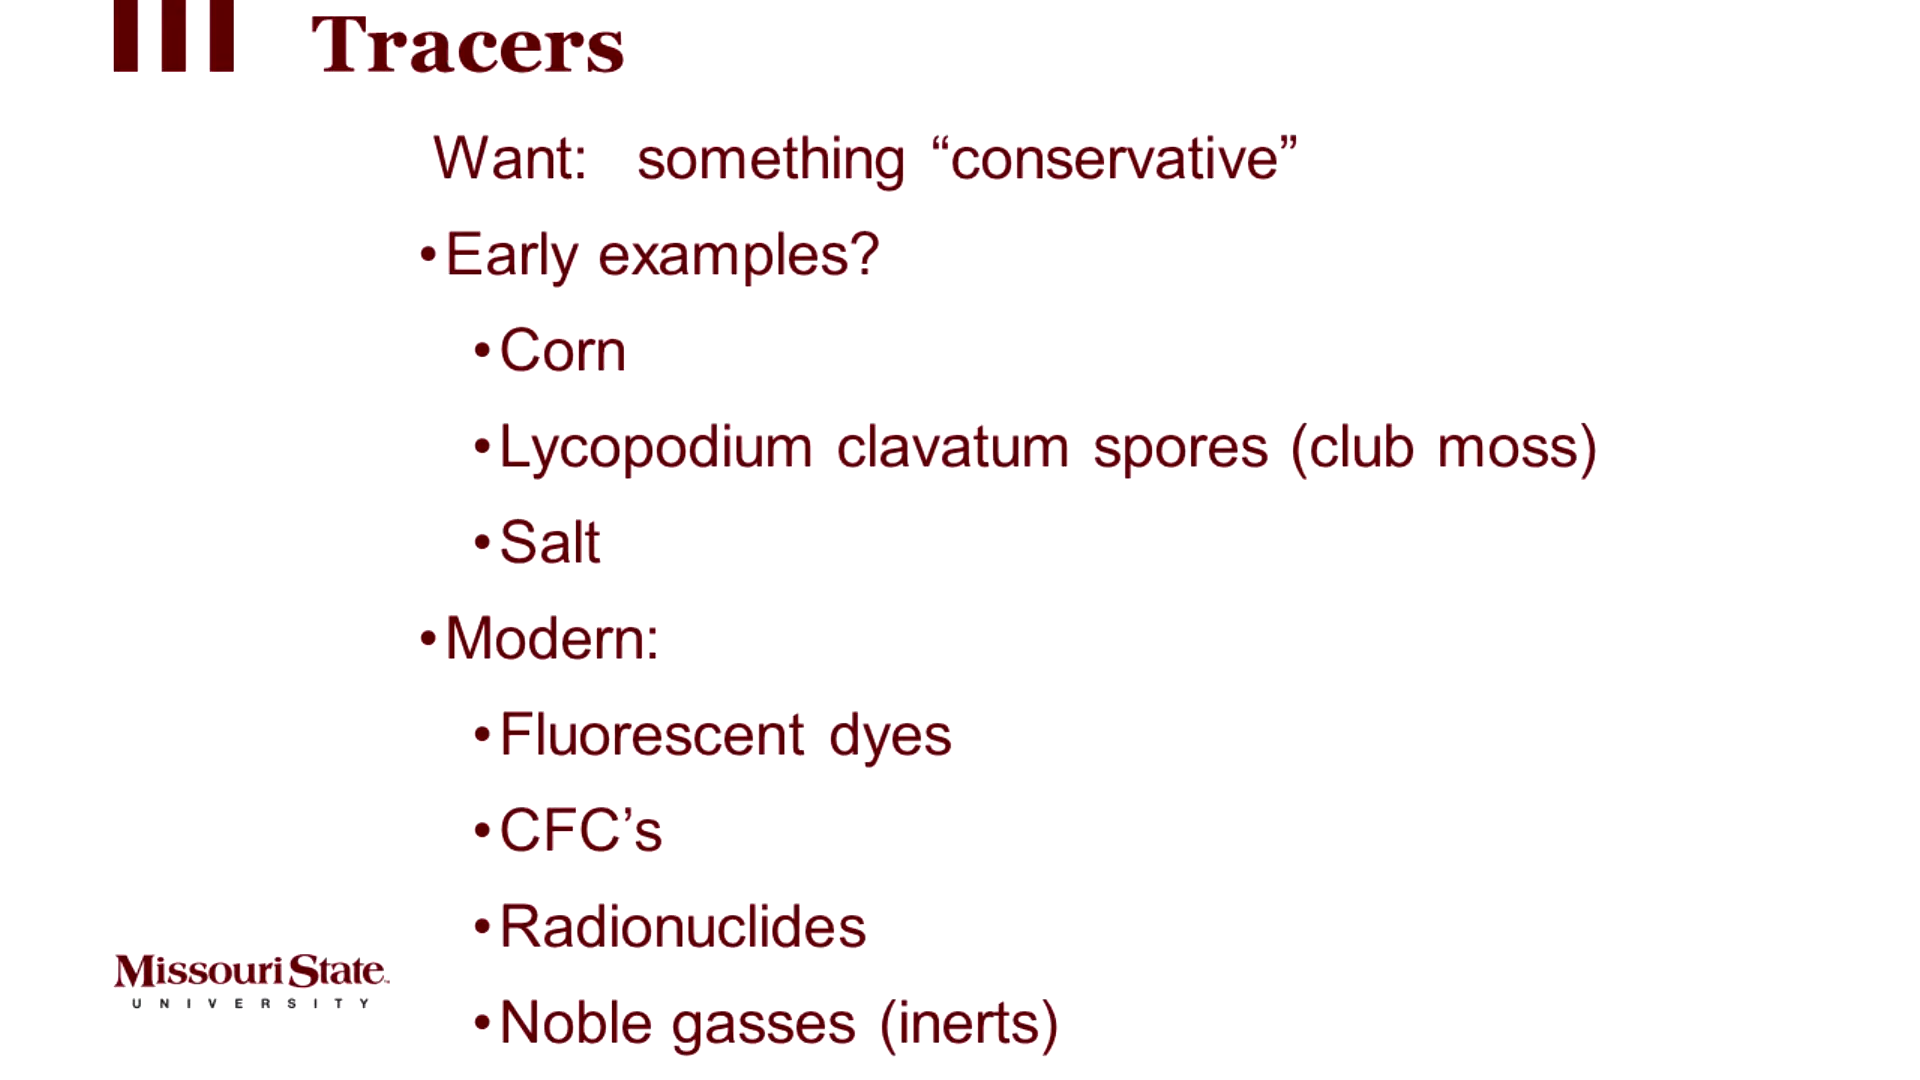 Tracers
Want: something “conservative”
•Early examples?
•Corn
•Lycopodium clavatum spores (club moss)
•Salt
•Modern:
•Fluorescent dyes
•CFC’s
•Radionuclides
•Noble gasses (inerts)
Missouri State
UNIVERSITY